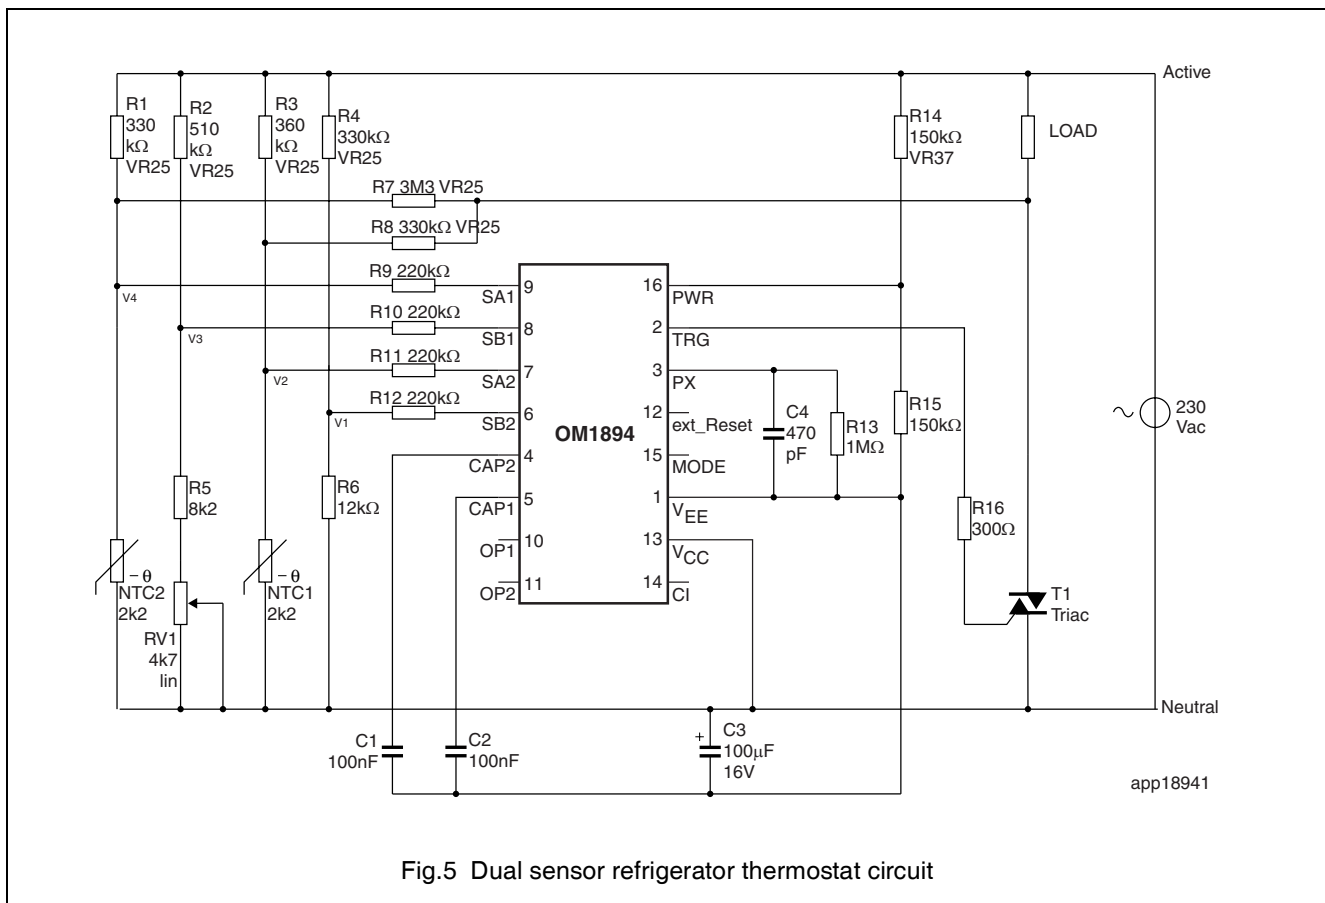 Active
R1
330
kΩ
VR25
R2
510
kΩ
VR25
R3
360
kΩ
VR25
R4
330kΩ
VR25
R14
150kΩ
VR37
LOAD
R7 3M3 VR25
R8 330kΩ VR25
R9 220kΩ
V4
SA1
9
16
PWR
R10 220kΩ
V3
SB1
8
2
TRG
R11 220kΩ
V2
SA2
7
3
PX
R12 220kΩ
V1
SB2
6
12
ext_Reset
OM1894
C4
470
pF
R13
1MΩ
R15
150kΩ
230
Vac
4
CAP2
15
MODE
R5
8k2
R6
12kΩ
5
CAP1
1
VEE
R16
300Ω
10
OP1
13
VCC
11
OP2
14
CI
– θ
NTC2
2k2
– θ
NTC1
2k2
T1
Triac
RV1
4k7
lin
Neutral
C1
100nF
C2
100nF
+
C3
100µF
16V
app18941
Fig.5 Dual sensor refrigerator thermostat circuit